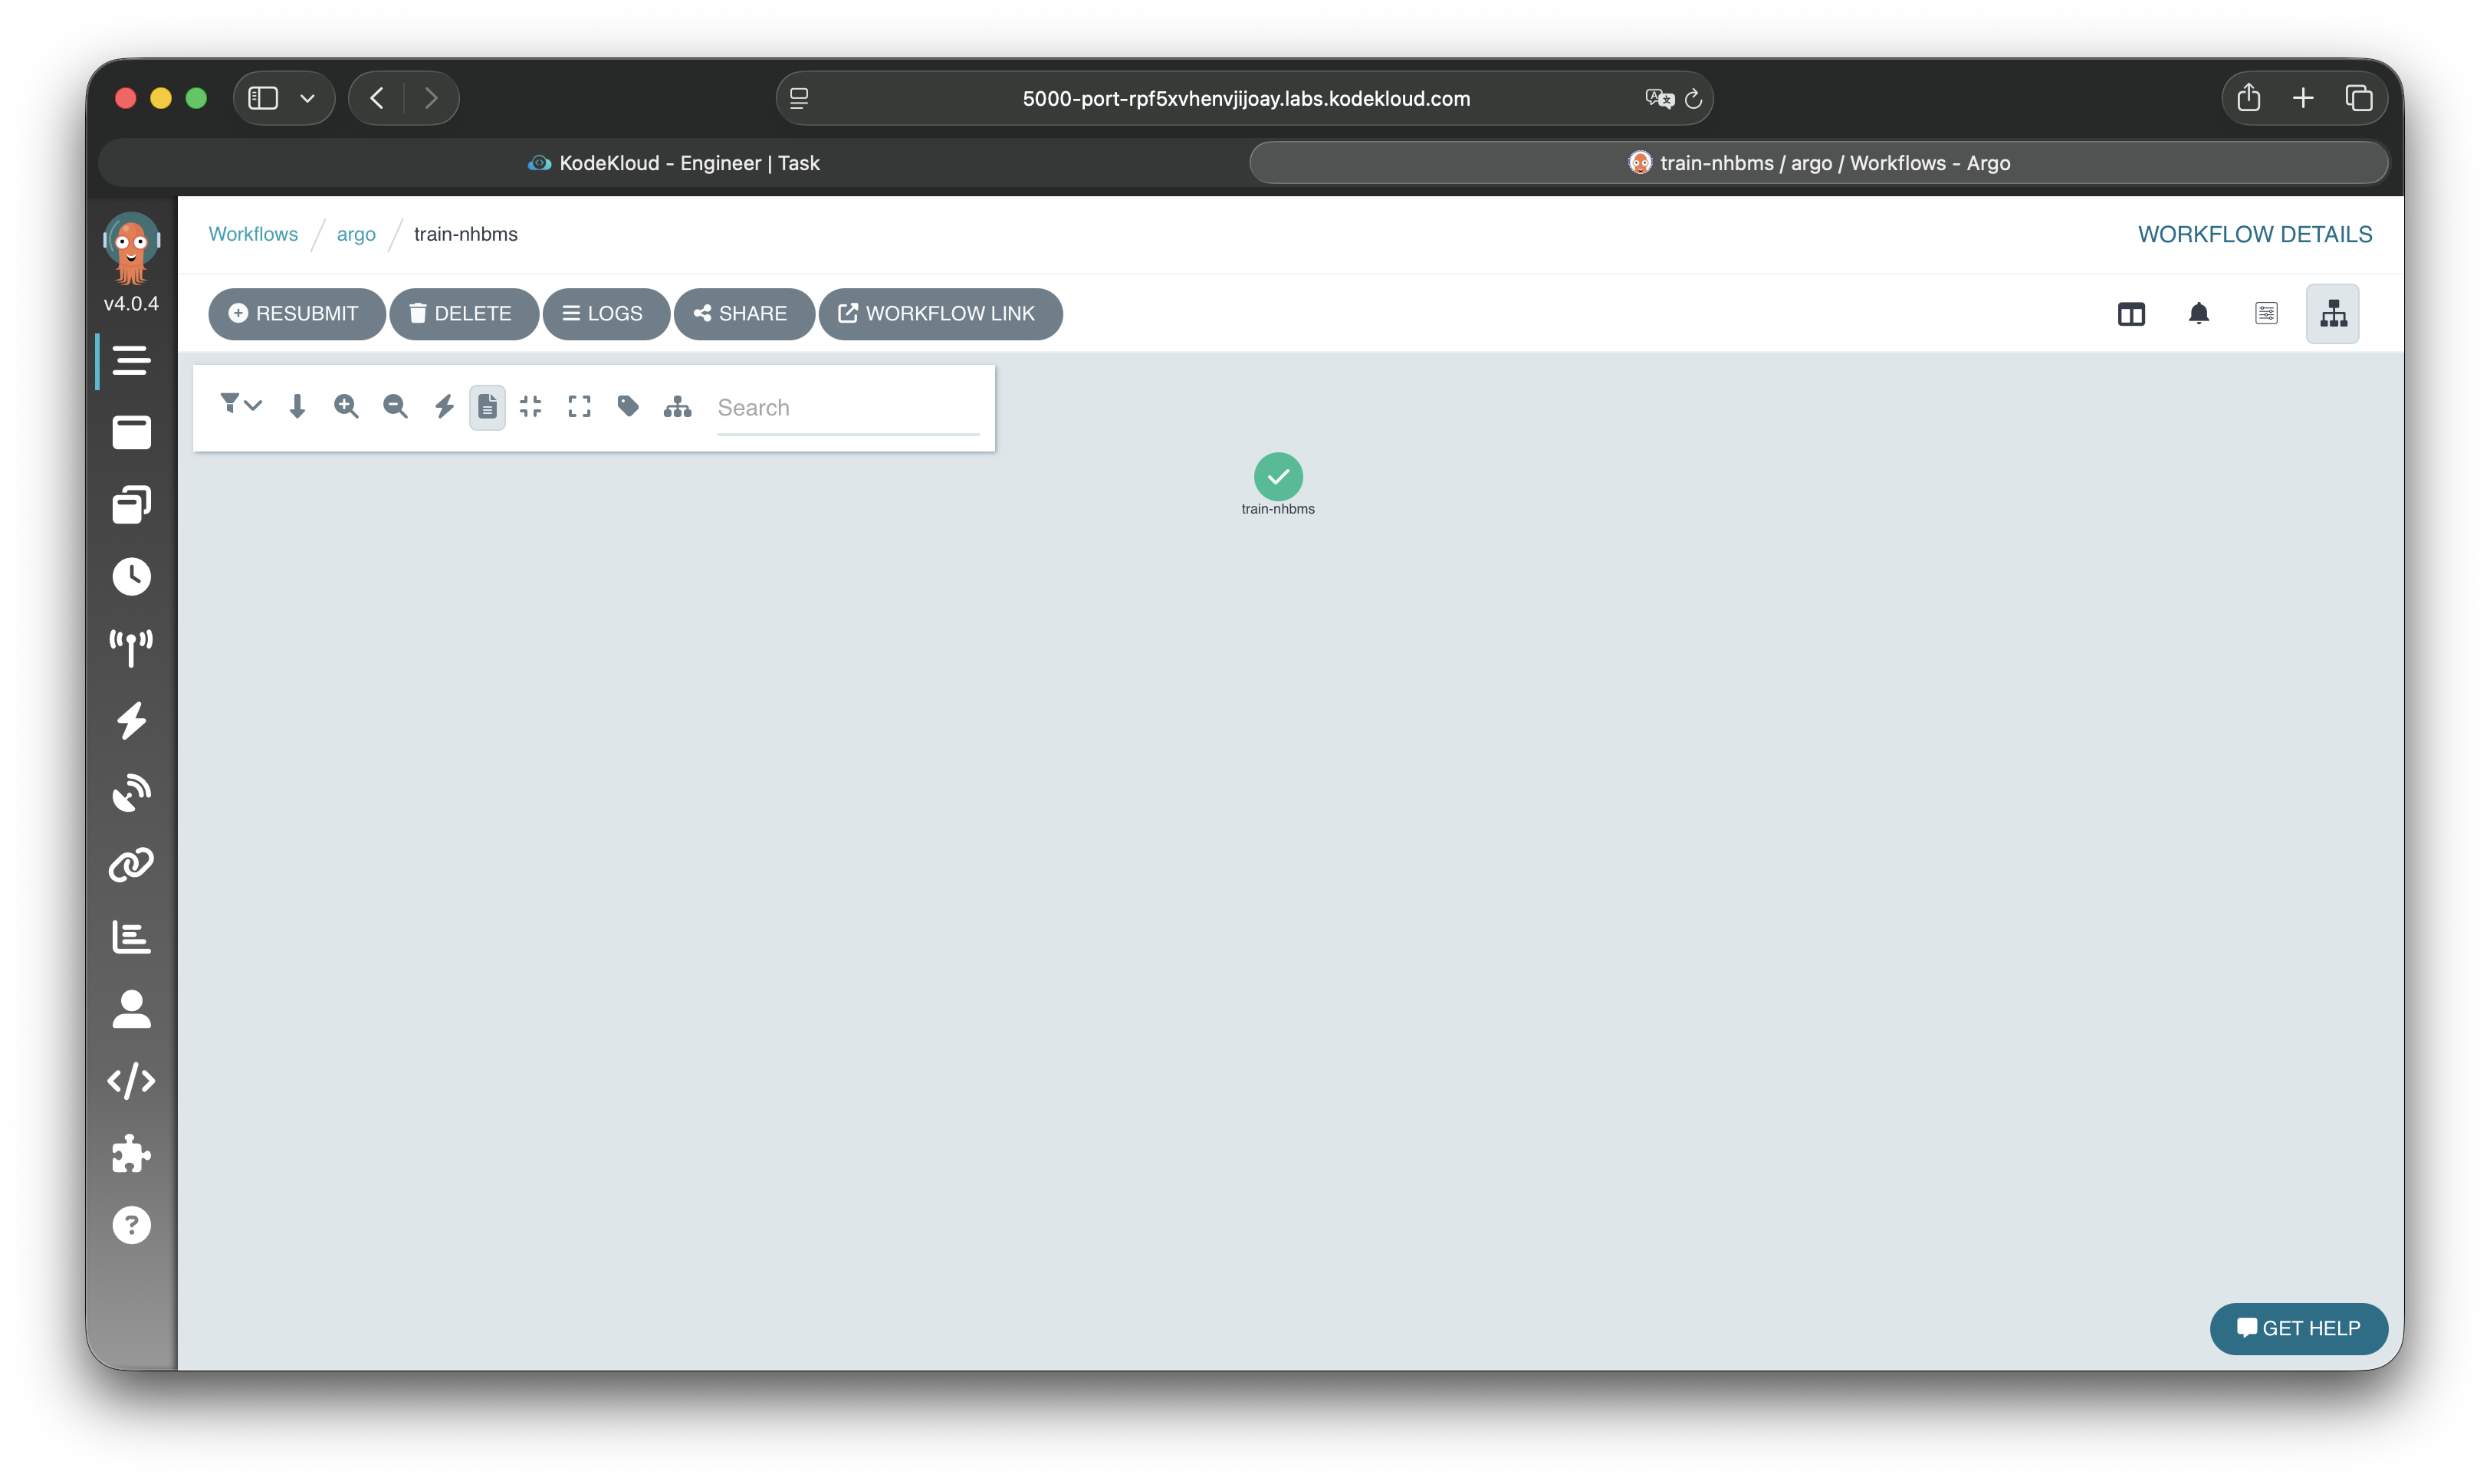 5000-port-rpf5xvhenvjijoay.labs.kodekloud.com
KodeKloud - Engineer | Task
train-nhbms / argo / Workflows - Argo
v4.0.4
Workflows / argo / train-nhbms
WORKFLOW DETAILS
RESUBMIT
DELETE
LOGS
SHARE
WORKFLOW LINK
Search
train-nhbms
GET HELP